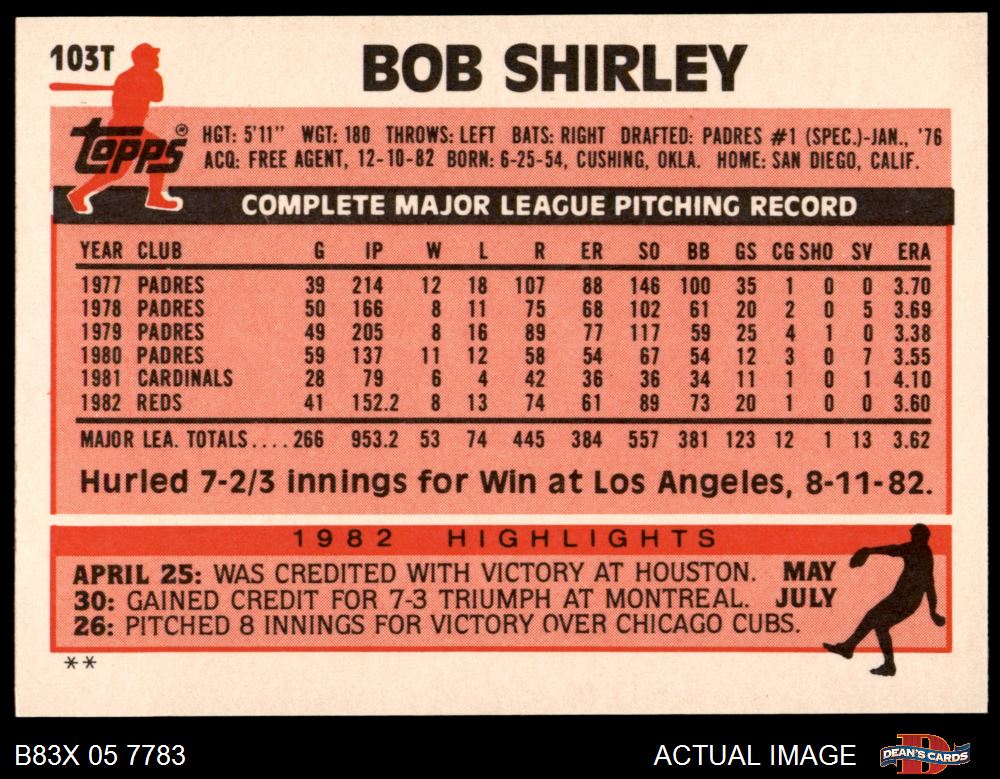 103T
BOB SHIRLEY
Topps®
HGT: 5'11" WGT: 180 THROWS: LEFT BATS: RIGHT DRAFTED: PADRES #1 (SPEC.)-JAN., '76
ACQ: FREE AGENT, 12-10-82 BORN: 6-25-54, CUSHING, OKLA. HOME: SAN DIEGO, CALIF.
COMPLETE MAJOR LEAGUE PITCHING RECORD
YEAR CLUB G IP W L R ER SO BB GS CG SHO SV ERA
1977 PADRES 39 214 12 18 107 88 146 100 35 1 0 0 3.70
1978 PADRES 50 166 8 11 75 68 102 61 20 2 0 5 3.69
1979 PADRES 49 205 8 16 89 77 117 59 25 4 1 0 3.38
1980 PADRES 59 137 11 12 58 54 67 54 12 3 0 7 3.55
1981 CARDINALS 28 79 6 4 42 36 36 34 11 1 0 1 4.10
1982 REDS 41 152.2 8 13 74 61 89 73 20 1 0 0 3.60
MAJOR LEA. TOTALS.... 266 953.2 53 74 445 384 557 381 123 12 1 13 3.62
Hurled 7-2/3 innings for Win at Los Angeles, 8-11-82.
1982 HIGHLIGHTS
APRIL 25: WAS CREDITED WITH VICTORY AT HOUSTON. MAY
30: GAINED CREDIT FOR 7-3 TRIUMPH AT MONTREAL. JULY
26: PITCHED 8 INNINGS FOR VICTORY OVER CHICAGO CUBS.
**
B83X 05 7783
ACTUAL IMAGE
D
DEAN'S CARDS